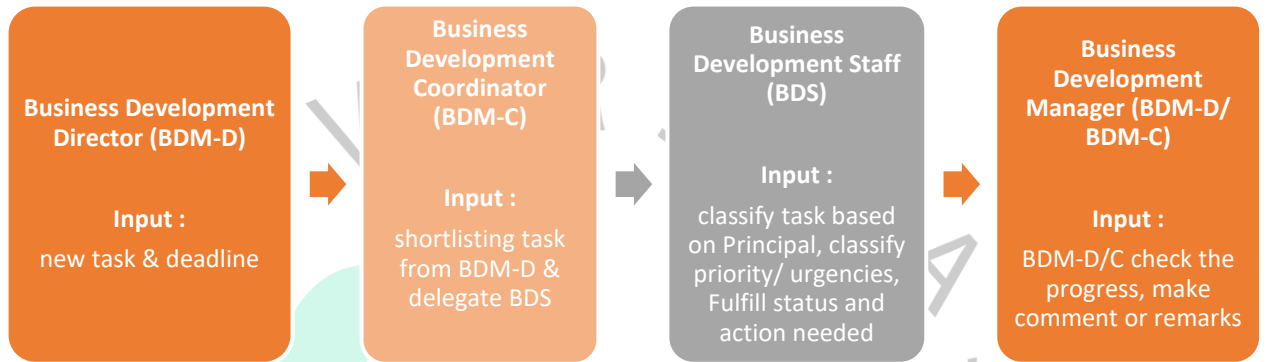 Business Development
Director (BDM-D)
Input :
new task & deadline
Business
Development
Coordinator
(BDM-C)
Input :
shortlisting task
from BDM-D &
delegate BDS
Business
Development Staff
(BDS)
Input :
classify task based
on Principal, classify
priority/ urgencies,
Fulfill status and
action needed
Business
Development
Manager (BDM-D/
BDM-C)
Input :
BDM-D/C check the
progress, make
comment or remarks